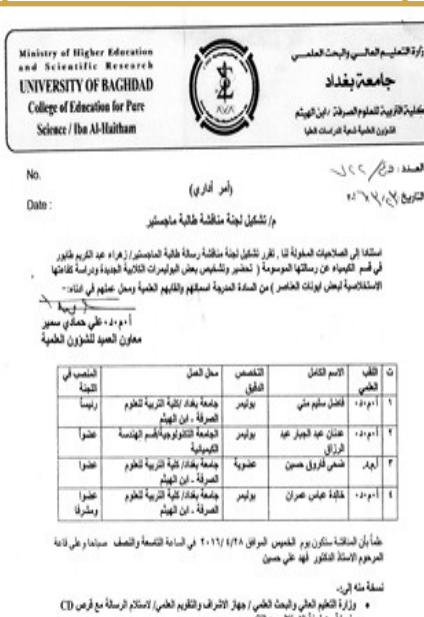 Ministry of Higher Education
and Scientific Research
UNIVERSITY OF BAGHDAD
College of Education for Pure
Science / Ibn Al-Haitham
وزارة التعليم العالي والبحث العلمي
جامعة بغداد
كلية التربية للعلوم الصرفة / ابن الهيثم
الشؤون العلمية شعبة الدراسات العليا
No.
Date :
العدد :
التاريخ :
(أمر أداري)
م/ تشكيل لجنة مناقشة طالبة ماجستير
استنادا إلى الصلاحيات المخولة لنا , تقرر تشكيل لجنة مناقشة رسالة طالبة الماجستير/ زهراء عبد الكريم طابور
في قسم الكيمياء عن رسالتها الموسومة ( تحضير وتشخيص بعض البوليمرات الكلابية الجديدة ودراسة كفاءتها
الاستخلاصية لبعض ايونات العناصر ) من السادة المدرجة اسمائهم والقابهم العلمية ومحل عملهم في ادناه:-
أ.م.د. علي حمادي سمير
معاون العميد للشؤون العلمية
ت اللقب العلمي الاسم الكامل التخصص الدقيق محل العمل المنصب في اللجنة
١ أ.م.د. فاضل سليم متي بوليمر جامعة بغداد /كلية التربية للعلوم الصرفة - ابن الهيثم رئيساً
٢ أ.م.د. عدنان عبد الجبار عبد الرزاق بوليمر الجامعة التكنولوجية/قسم الهندسة الكيميائية عضوا
٣ أ.م.د. ضحى فاروق حسين عضوية جامعة بغداد/ كلية التربية للعلوم الصرفة - ابن الهيثم عضوا
٤ أ.م.د. خالدة عباس عمران بوليمر جامعة بغداد/ كلية التربية للعلوم الصرفة - ابن الهيثم عضوا ومشرفا
علماً بأن المناقشة ستكون يوم الخميس الموافق ٢٠١٦/٤/٢٨ في الساعة التاسعة والنصف صباحا وعلى قاعة
المرحوم الاستاذ الدكتور فهد علي حسين
نسخة منه إلى:-
• وزارة التعليم العالي والبحث العلمي/ جهاز الاشراف والتقويم العلمي/ لاستلام الرسالة مع قرص CD